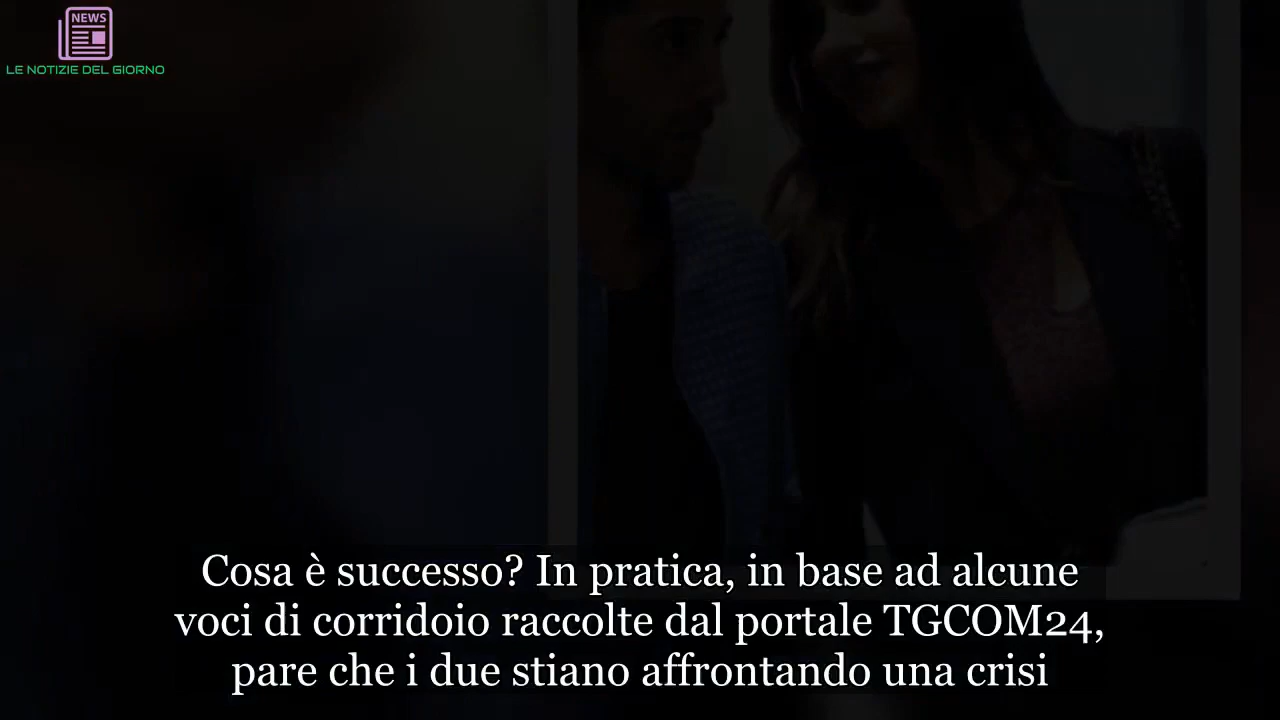 NEWS
LE NOTIZIE DEL GIORNO
Cosa è successo? In pratica, in base ad alcune
voci di corridoio raccolte dal portale TGCOM24,
pare che i due stiano affrontando una crisi